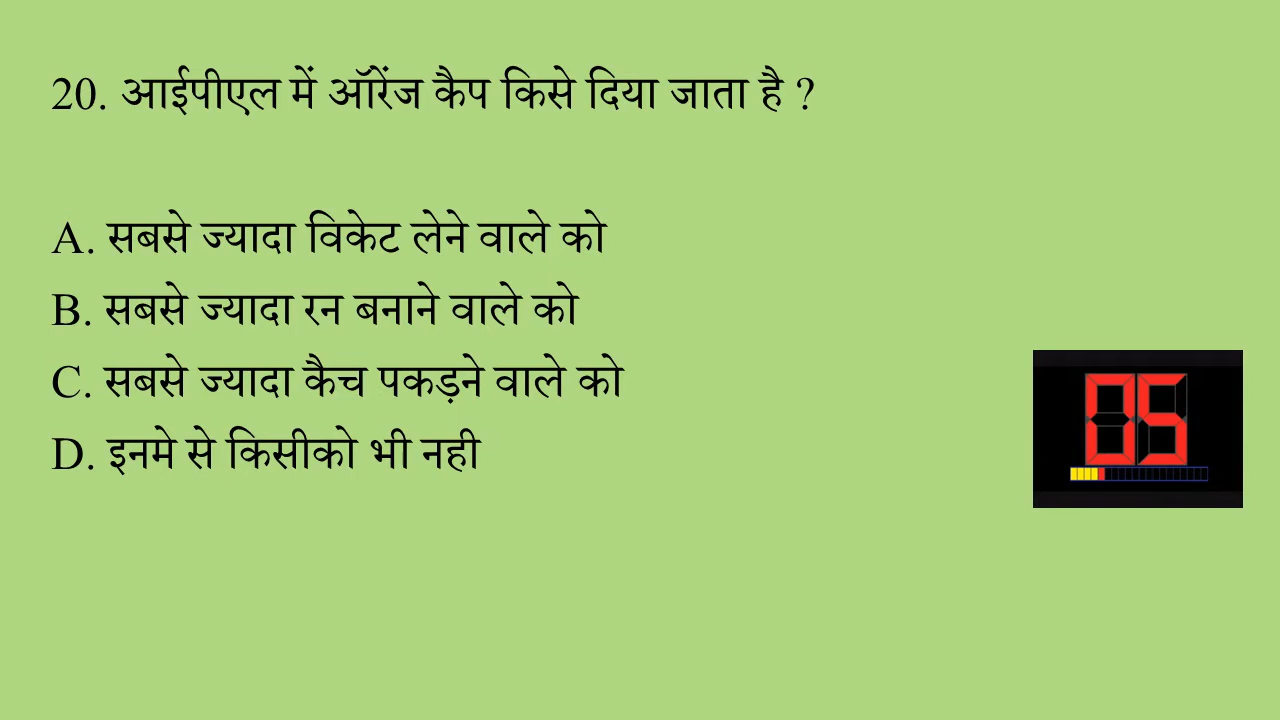 20. आईपीएल में ऑरेंज कैप किसे दिया जाता है ?
A. सबसे ज्यादा विकेट लेने वाले को
B. सबसे ज्यादा रन बनाने वाले को
C. सबसे ज्यादा कैच पकड़ने वाले को
D. इनमे से किसीको भी नही
05